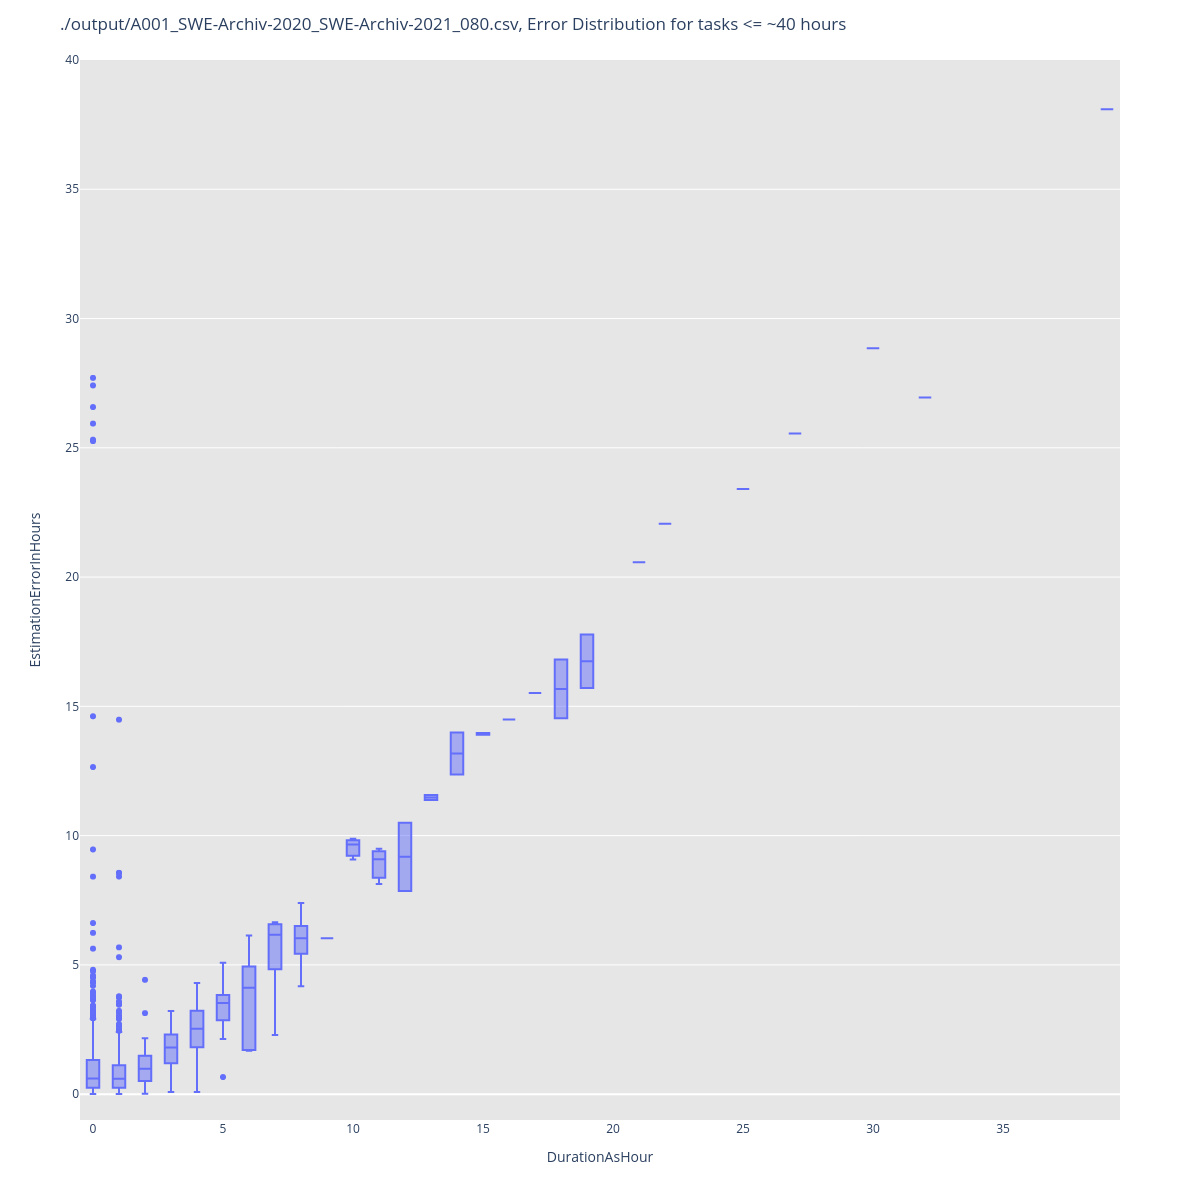 ./output/A001_SWE-Archiv-2020_SWE-Archiv-2021_080.csv, Error Distribution for tasks <= ~40 hours
40
35
30
25
20
15
10
5
0
EstimationErrorInHours
0 5 10 15 20 25 30 35
DurationAsHour